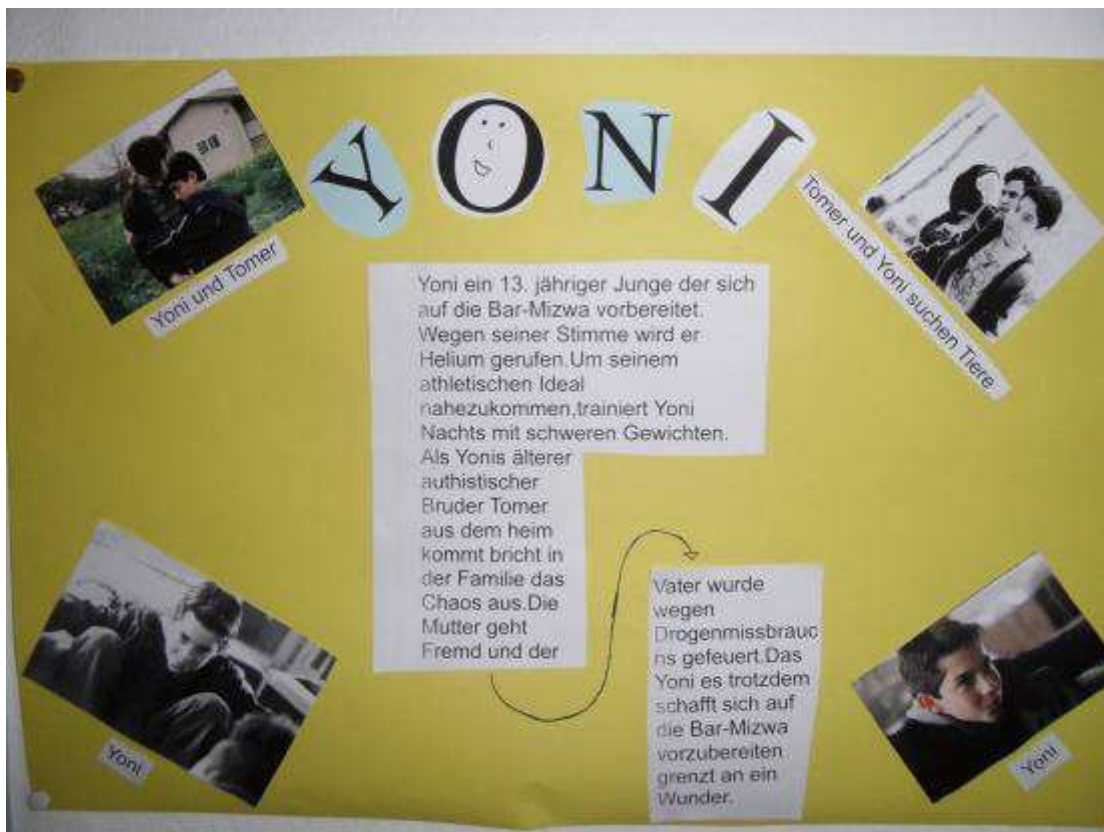 YONI
Yoni und Tomer
Tomer und Yoni suchen Tiere
Yoni ein 13. jähriger Junge der sich
auf die Bar-Mizwa vorbereitet.
Wegen seiner Stimme wird er
Helium gerufen.Um seinem
athletischen Ideal
nahezukommen,trainiert Yoni
Nachts mit schweren Gewichten.
Als Yonis älterer
authistischer
Bruder Tomer
aus dem heim
kommt bricht in
der Familie das
Chaos aus.Die
Mutter geht
Fremd und der
Vater wurde
wegen
Drogenmissbrauc
hs gefeuert.Das
Yoni es trotzdem
schafft sich auf
die Bar-Mizwa
vorzubereiten
grenzt an ein
Wunder.
Yoni
Yoni